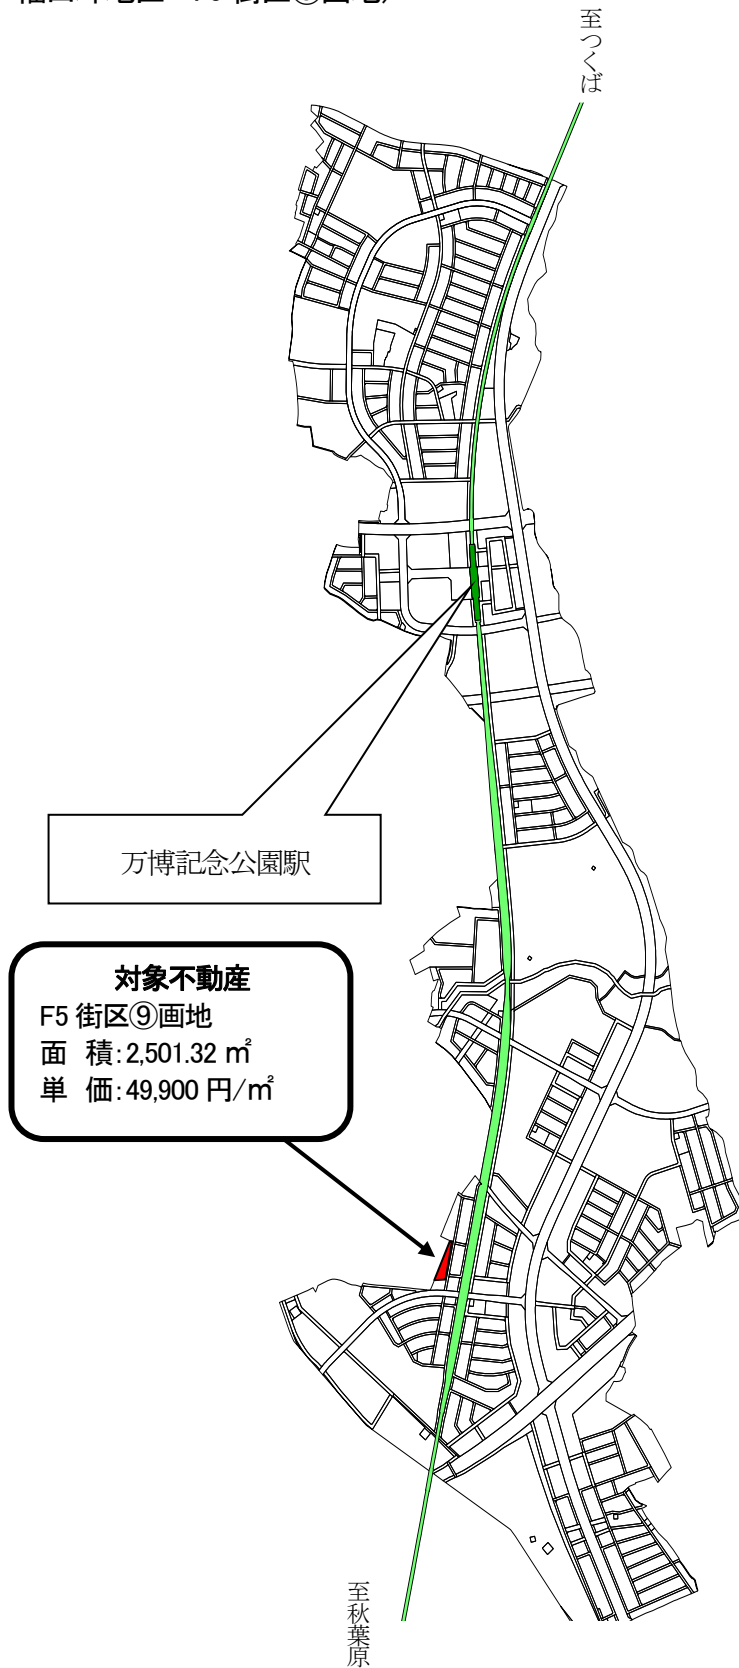 至つくば
万博記念公園駅
対象不動産
F5 街区⑨画地
面　積：2,501.32 ㎡
単　価：49,900 円/㎡
至秋葉原